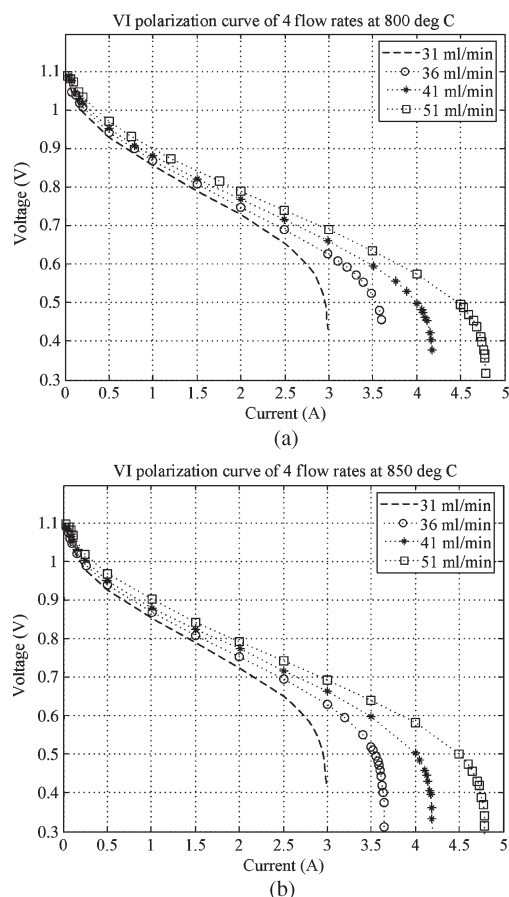 VI polarization curve of 4 flow rates at 800 deg C
31 ml/min
36 ml/min
41 ml/min
51 ml/min
1.1
1
0.9
0.8
0.7
0.6
0.5
0.4
0.3
Voltage (V)
0 0.5 1 1.5 2 2.5 3 3.5 4 4.5 5
Current (A)
(a)
VI polarization curve of 4 flow rates at 850 deg C
31 ml/min
36 ml/min
41 ml/min
51 ml/min
1.1
1
0.9
0.8
0.7
0.6
0.5
0.4
0.3
Voltage (V)
0 0.5 1 1.5 2 2.5 3 3.5 4 4.5 5
Current (A)
(b)